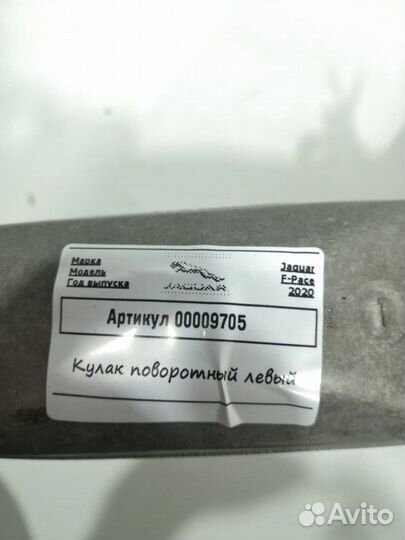 Марка Jaguar
Модель F-Pace
Год выпуска 2020
JAGUAR
Артикул 00009705
Кулак поворотный левый
Avito